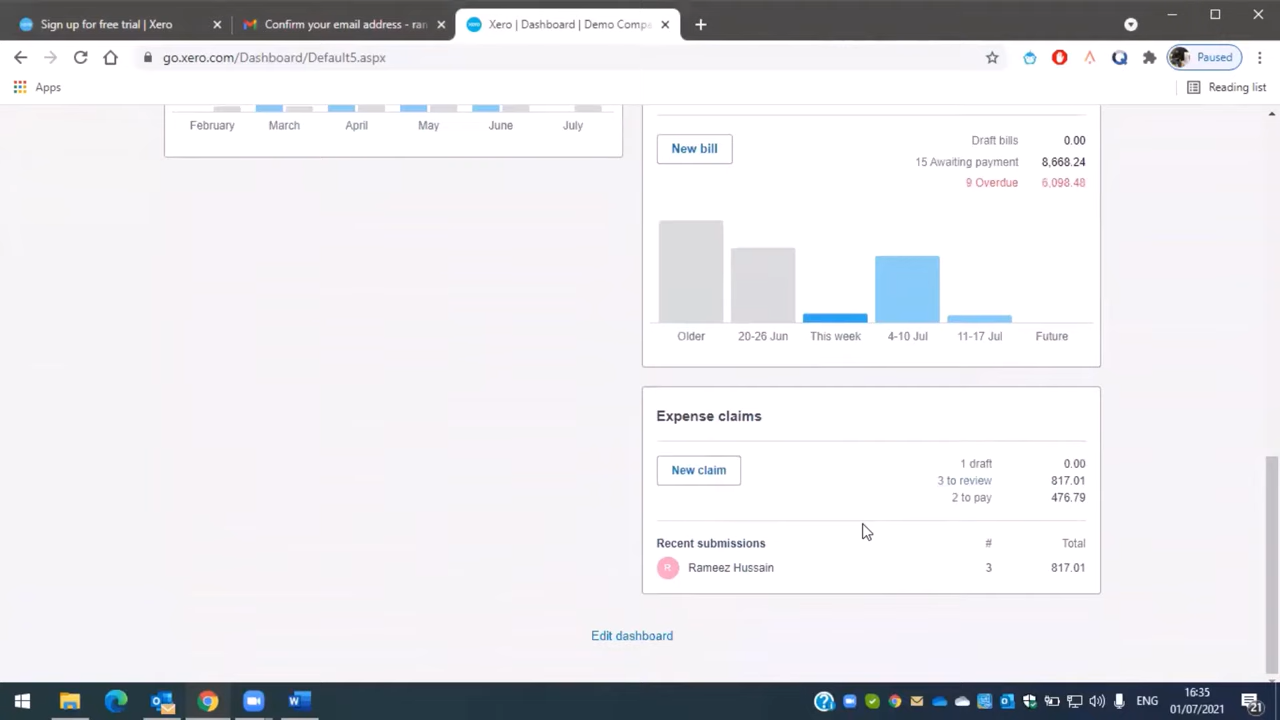 Sign up for free trial | Xero
Confirm your email address - ran
Xero | Dashboard | Demo Compa
go.xero.com/Dashboard/Default5.aspx
Paused
Apps
Reading list
February March April May June July
New bill
Draft bills 0.00
15 Awaiting payment 8,668.24
9 Overdue 6,098.48
Older 20-26 Jun This week 4-10 Jul 11-17 Jul Future
Expense claims
New claim
1 draft 0.00
3 to review 817.01
2 to pay 476.79
Recent submissions # Total
R Rameez Hussain 3 817.01
Edit dashboard
ENG
16:35
01/07/2021
21